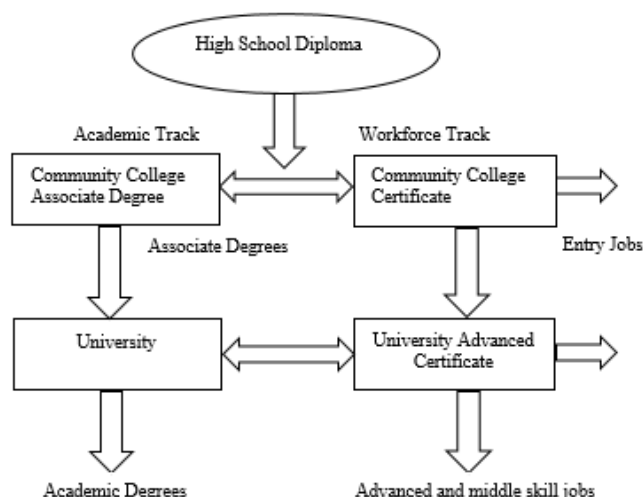 High School Diploma
Academic Track
Workforce Track
Community College
Associate Degree
Community College
Certificate
Associate Degrees
Entry Jobs
University
University Advanced
Certificate
Academic Degrees
Advanced and middle skill jobs